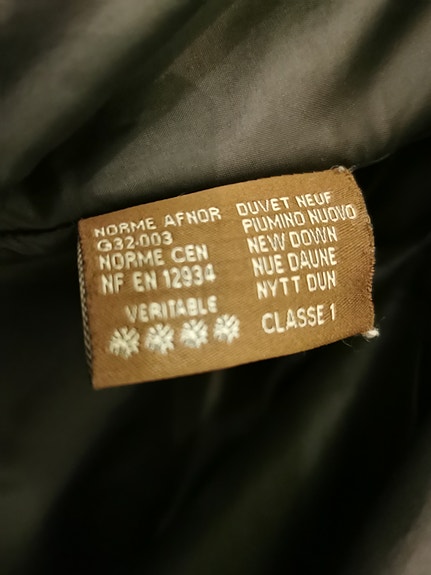 NORME AFNOR
G32-003
NORME CEN
NF EN 12934
VERITABLE
DUVET NEUF
PIUMINO NUOVO
NEW DOWN
NUE DAUNE
NYTT DUN
CLASSE 1